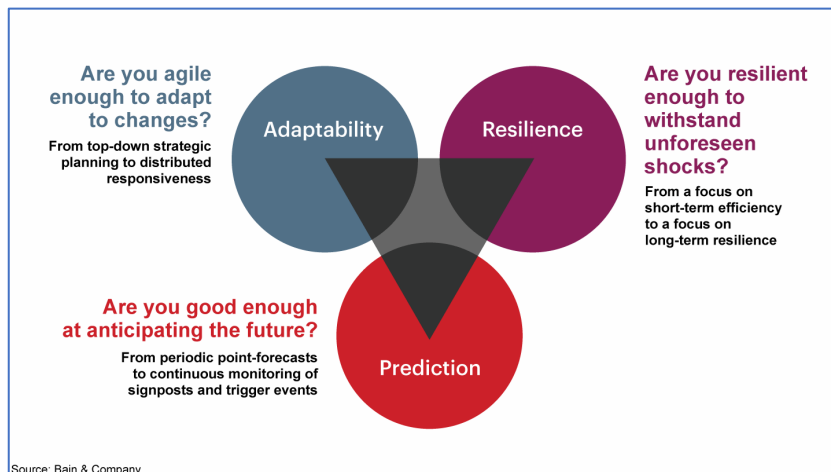 Are you agile
enough to adapt
to changes?
From top-down strategic
planning to distributed
responsiveness
Adaptability
Resilience
Are you resilient
enough to
withstand
unforeseen
shocks?
From a focus on
short-term efficiency
to a focus on
long-term resilience
Are you good enough
at anticipating the future?
From periodic point-forecasts
to continuous monitoring of
signposts and trigger events
Prediction
Source: Bain & Company